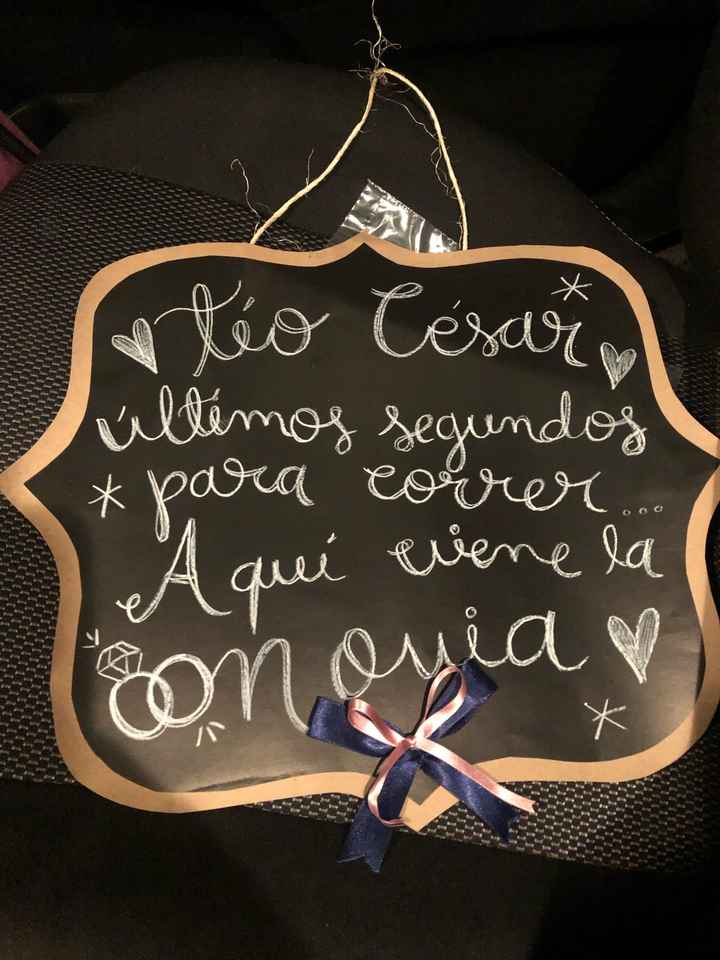 tío César
últimos segundos
para correr...
Aquí viene la
Novia